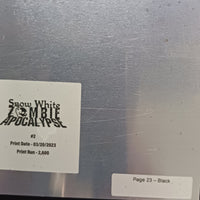 Snow White
ZOMBIE
APOCALYPSE
#2
Print Date - 03/20/2023
Print Run - 2,600
Page 23 – Black